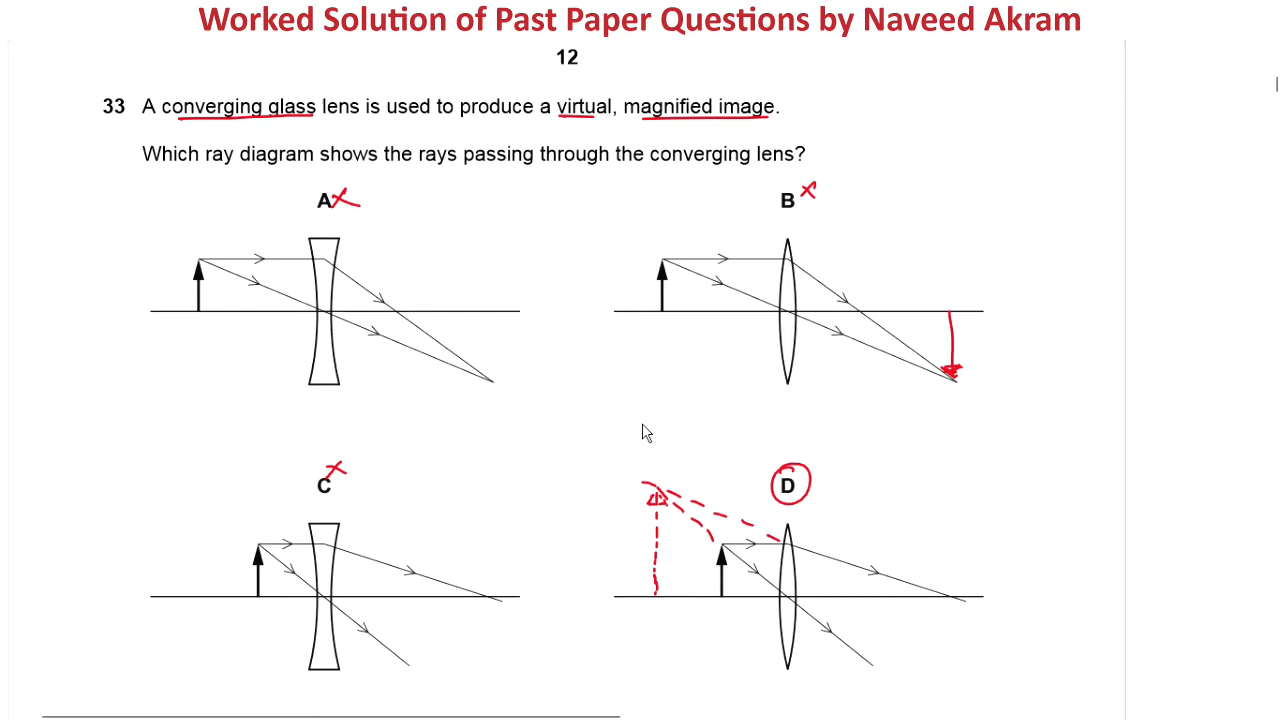 Worked Solution of Past Paper Questions by Naveed Akram
12
33 A converging glass lens is used to produce a virtual, magnified image.
Which ray diagram shows the rays passing through the converging lens?
A B
C D